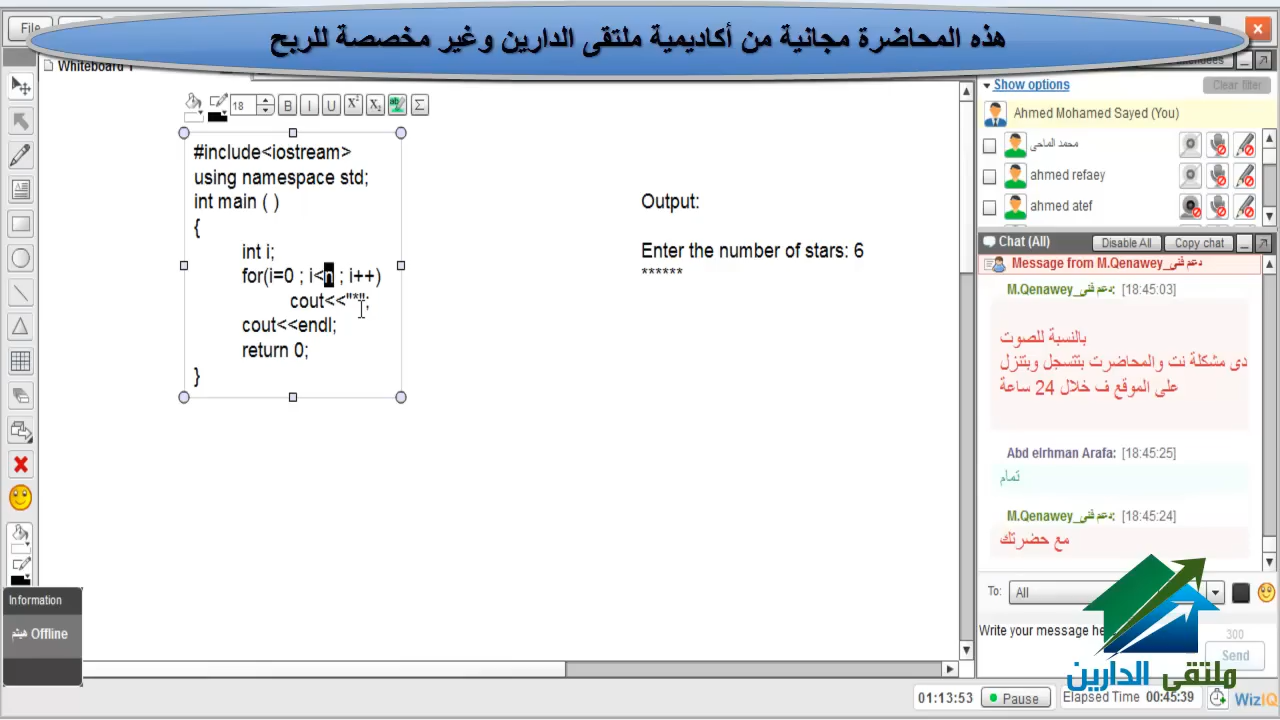 File
هذه المحاضرة مجانية من أكاديمية ملتقى الدارين وغير مخصصة للربح
Whiteboard 1
18
B I U X² X₂ Σ
#include<iostream>
using namespace std;
int main ( )
{
int i;
for(i=0 ; i<n ; i++)
cout<<"*";
cout<<endl;
return 0;
}
Output:
Enter the number of stars: 6
******
Show options
Clear filter
Ahmed Mohamed Sayed (You)
محمد الماحي
ahmed refaey
ahmed atef
Chat (All)
Disable All
Copy chat
Message from M.Qenawey_دعم فنى
M.Qenawey_دعم فنى: [18:45:03]
بالنسبة للصوت
دى مشكلة نت والمحاضرت بتتسجل وبتنزل
على الموقع ف خلال 24 ساعة
Abd elrhman Arafa: [18:45:25]
تمام
M.Qenawey_دعم فنى: [18:45:24]
مع حضرتك
To: All
Write your message he
300
Send
ملتقى الدارين
Information
هيثم Offline
01:13:53
Pause
Elapsed Time 00:45:39
WizIQ